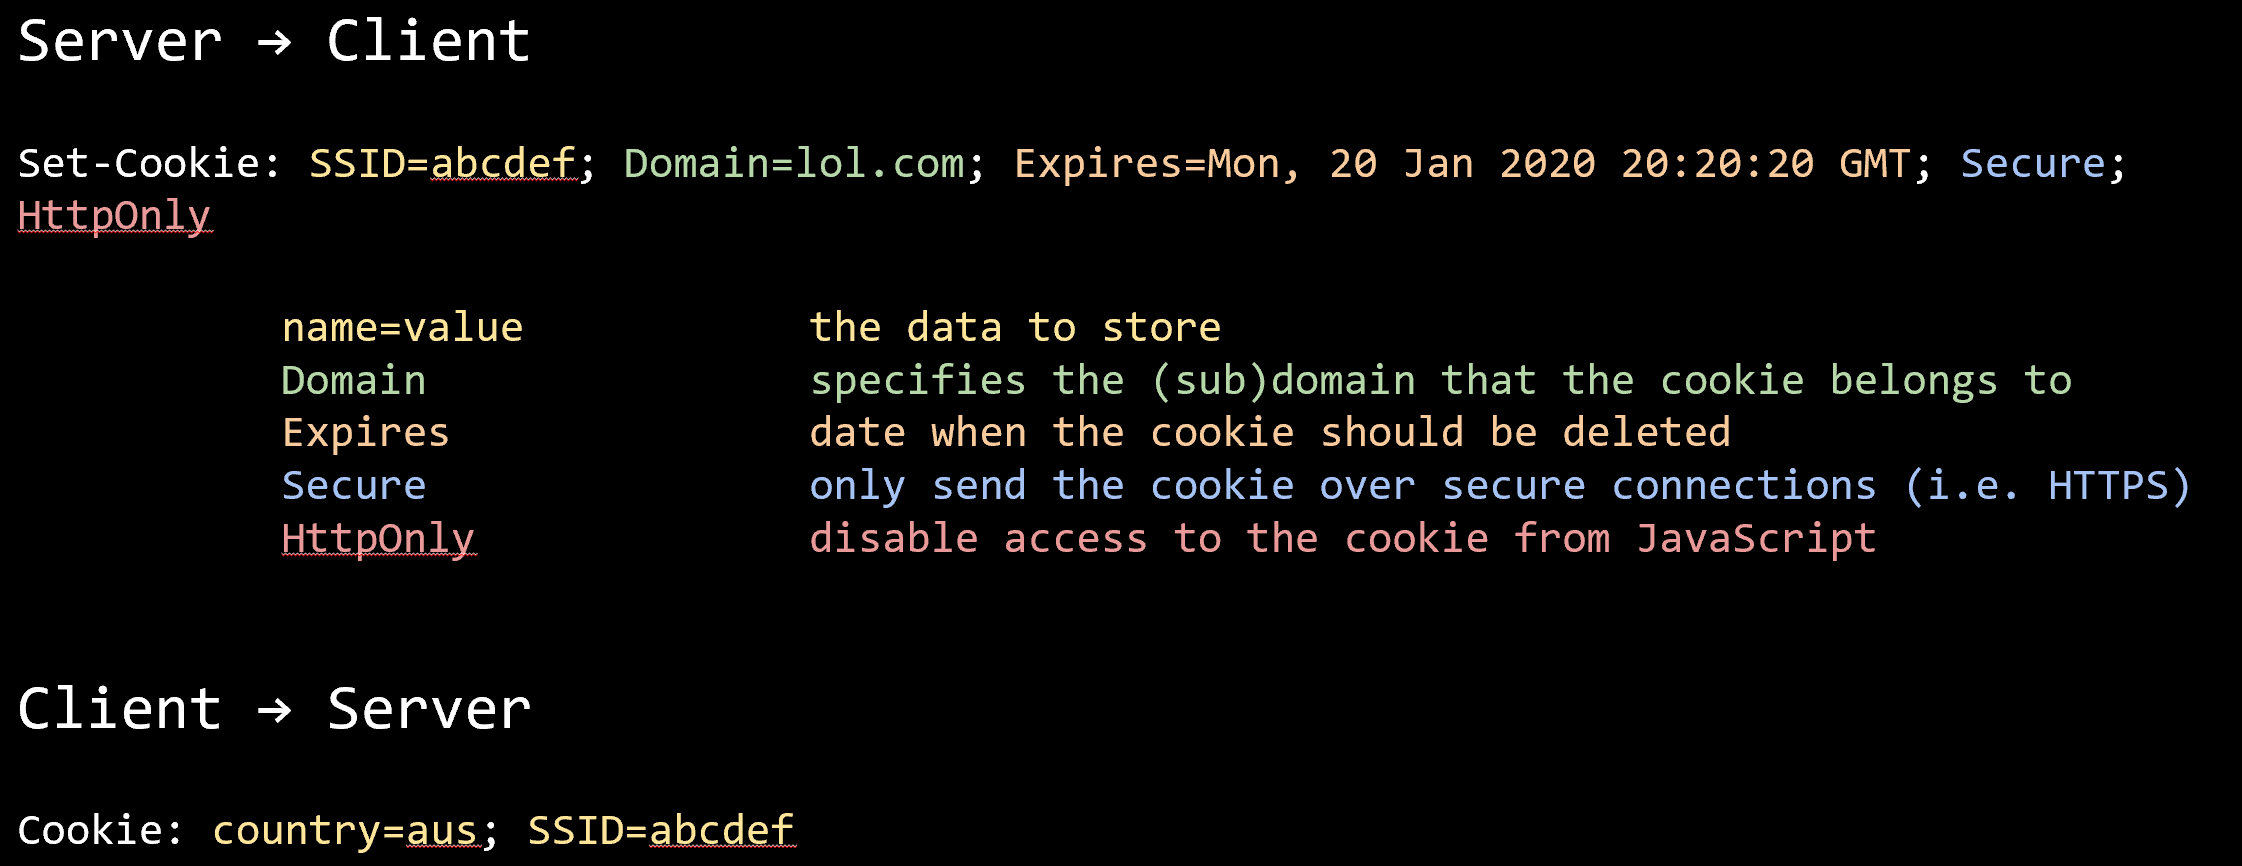 Server → Client
Set-Cookie: SSID=abcdef; Domain=lol.com; Expires=Mon, 20 Jan 2020 20:20:20 GMT; Secure;
HttpOnly
name=value the data to store
Domain specifies the (sub)domain that the cookie belongs to
Expires date when the cookie should be deleted
Secure only send the cookie over secure connections (i.e. HTTPS)
HttpOnly disable access to the cookie from JavaScript
Client → Server
Cookie: country=aus; SSID=abcdef